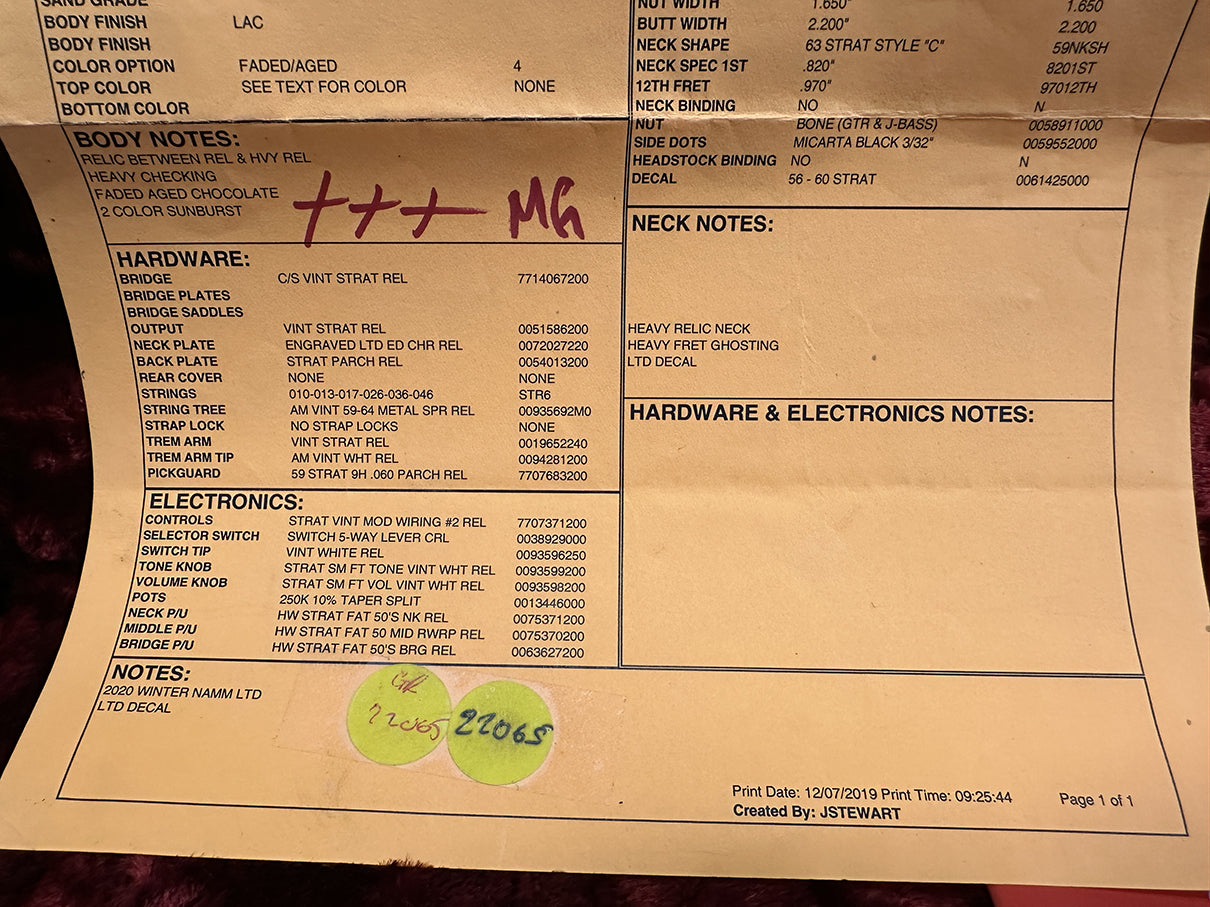 SAND GRADE
BODY FINISH LAC
BODY FINISH
COLOR OPTION FADED/AGED 4
TOP COLOR SEE TEXT FOR COLOR NONE
BOTTOM COLOR
BODY NOTES:
RELIC BETWEEN REL & HVY REL
HEAVY CHECKING
FADED AGED CHOCOLATE
2 COLOR SUNBURST
+++ MG
HARDWARE:
BRIDGE C/S VINT STRAT REL 7714067200
BRIDGE PLATES
BRIDGE SADDLES
OUTPUT VINT STRAT REL 0051586200
NECK PLATE ENGRAVED LTD ED CHR REL 0072027220
BACK PLATE STRAT PARCH REL 0054013200
REAR COVER NONE NONE
STRINGS 010-013-017-026-036-046 STR6
STRING TREE AM VINT 59-64 METAL SPR REL 00935692M0
STRAP LOCK NO STRAP LOCKS NONE
TREM ARM VINT STRAT REL 0019652240
TREM ARM TIP AM VINT WHT REL 0094281200
PICKGUARD 59 STRAT 9H .060 PARCH REL 7707683200
ELECTRONICS:
CONTROLS STRAT VINT MOD WIRING #2 REL 7707371200
SELECTOR SWITCH SWITCH 5-WAY LEVER CRL 0038929000
SWITCH TIP VINT WHITE REL 0093596250
TONE KNOB STRAT SM FT TONE VINT WHT REL 0093599200
VOLUME KNOB STRAT SM FT VOL VINT WHT REL 0093598200
POTS 250K 10% TAPER SPLIT 0013446000
NECK P/U HW STRAT FAT 50'S NK REL 0075371200
MIDDLE P/U HW STRAT FAT 50 MID RWRP REL 0075370200
BRIDGE P/U HW STRAT FAT 50'S BRG REL 0063627200
NUT WIDTH 1.650" 1.650
BUTT WIDTH 2.200" 2.200
NECK SHAPE 63 STRAT STYLE "C" 59NKSH
NECK SPEC 1ST .820" 8201ST
12TH FRET .970" 97012TH
NECK BINDING NO N
NUT BONE (GTR & J-BASS) 0058911000
SIDE DOTS MICARTA BLACK 3/32" 0059552000
HEADSTOCK BINDING NO N
DECAL 56 - 60 STRAT 0061425000
NECK NOTES:
HEAVY RELIC NECK
HEAVY FRET GHOSTING
LTD DECAL
HARDWARE & ELECTRONICS NOTES:
NOTES:
2020 WINTER NAMM LTD
LTD DECAL
22065
22065
Print Date: 12/07/2019 Print Time: 09:25:44 Page 1 of 1
Created By: JSTEWART